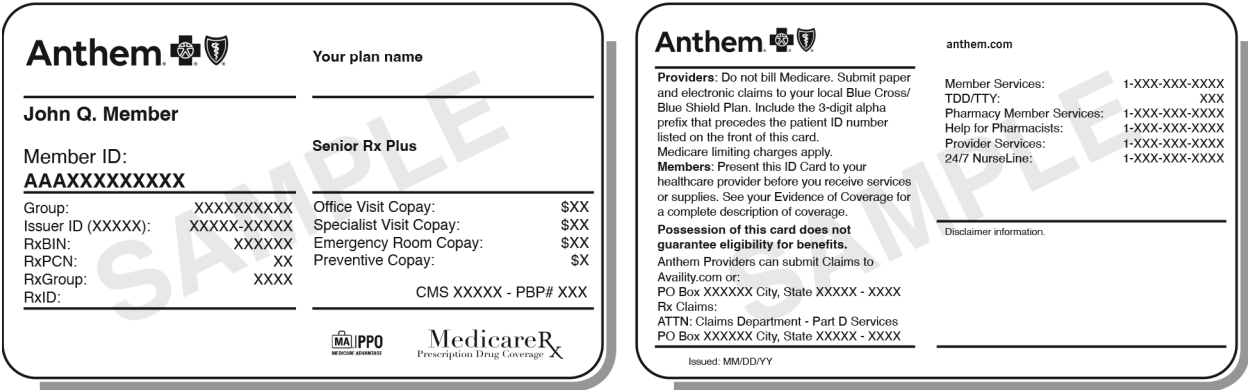 Anthem.
Your plan name
John Q. Member
Member ID:
AAAXXXXXXXXX
Senior Rx Plus
Group: XXXXXXXXXX
Issuer ID (XXXXX): XXXXX-XXXXX
RxBIN: XXXXXX
RxPCN: XX
RxGroup: XXXX
RxID:
Office Visit Copay: $XX
Specialist Visit Copay: $XX
Emergency Room Copay: $XX
Preventive Copay: $X
CMS XXXXX - PBP# XXX
MA PPO
MEDICARE ADVANTAGE
MedicareRx
Prescription Drug Coverage
SAMPLE
Anthem.
Providers: Do not bill Medicare. Submit paper
and electronic claims to your local Blue Cross/
Blue Shield Plan. Include the 3-digit alpha
prefix that precedes the patient ID number
listed on the front of this card.
Medicare limiting charges apply.
Members: Present this ID Card to your
healthcare provider before you receive services
or supplies. See your Evidence of Coverage for
a complete description of coverage.
Possession of this card does not
guarantee eligibility for benefits.
Anthem Providers can submit Claims to
Availity.com or:
PO Box XXXXXX City, State XXXXX - XXXX
Rx Claims:
ATTN: Claims Department - Part D Services
PO Box XXXXXX City, State XXXXX - XXXX
Issued: MM/DD/YY
anthem.com
Member Services: 1-XXX-XXX-XXXX
TDD/TTY: XXX
Pharmacy Member Services: 1-XXX-XXX-XXXX
Help for Pharmacists: 1-XXX-XXX-XXXX
Provider Services: 1-XXX-XXX-XXXX
24/7 NurseLine: 1-XXX-XXX-XXXX
Disclaimer information.
SAMPLE